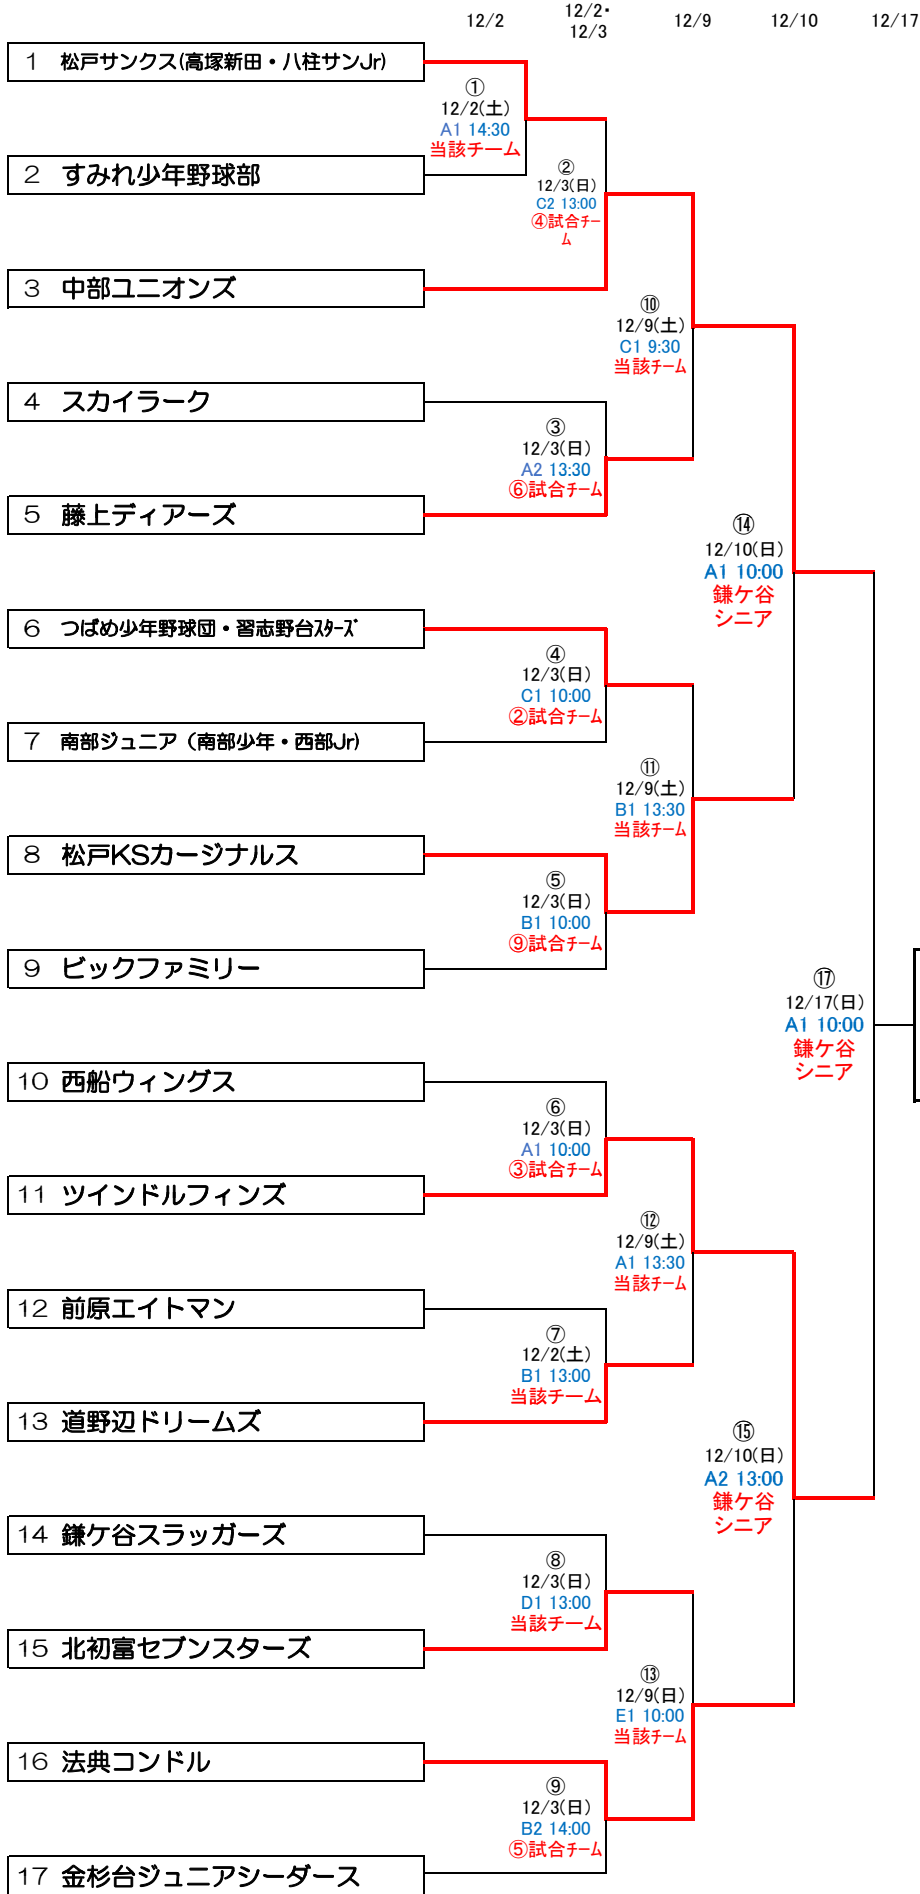 12/2
12/2・
12/3
12/9
12/10
12/17
1 松戸サンクス(高塚新田・八柱サンJr)
①
12/2(土)
A1 14:30
当該チーム
2 すみれ少年野球部
②
12/3(日)
C2 13:00
④試合チー
ム
3 中部ユニオンズ
⑩
12/9(土)
C1 9:30
当該チーム
4 スカイラーク
③
12/3(日)
A2 13:30
⑥試合チーム
5 藤上ディアーズ
⑭
12/10(日)
A1 10:00
鎌ケ谷
シニア
6 つばめ少年野球団・習志野台スターズ
④
12/3(日)
C1 10:00
②試合チーム
7 南部ジュニア（南部少年・西部Jr)
⑪
12/9(土)
B1 13:30
当該チーム
8 松戸KSカージナルス
⑤
12/3(日)
B1 10:00
⑨試合チーム
9 ビックファミリー
⑰
12/17(日)
A1 10:00
鎌ケ谷
シニア
10 西船ウィングス
⑥
12/3(日)
A1 10:00
③試合チーム
11 ツインドルフィンズ
⑫
12/9(土)
A1 13:30
当該チーム
12 前原エイトマン
⑦
12/2(土)
B1 13:00
当該チーム
13 道野辺ドリームズ
⑮
12/10(日)
A2 13:00
鎌ケ谷
シニア
14 鎌ケ谷スラッガーズ
⑧
12/3(日)
D1 13:00
当該チーム
15 北初富セブンスターズ
⑬
12/9(日)
E1 10:00
当該チーム
16 法典コンドル
⑨
12/3(日)
B2 14:00
⑤試合チーム
17 金杉台ジュニアシーダース